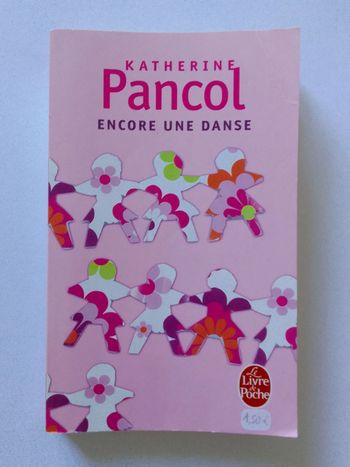 KATHERINE
Pancol
ENCORE UNE DANSE
Le
Livre
de
Poche
1,50 €